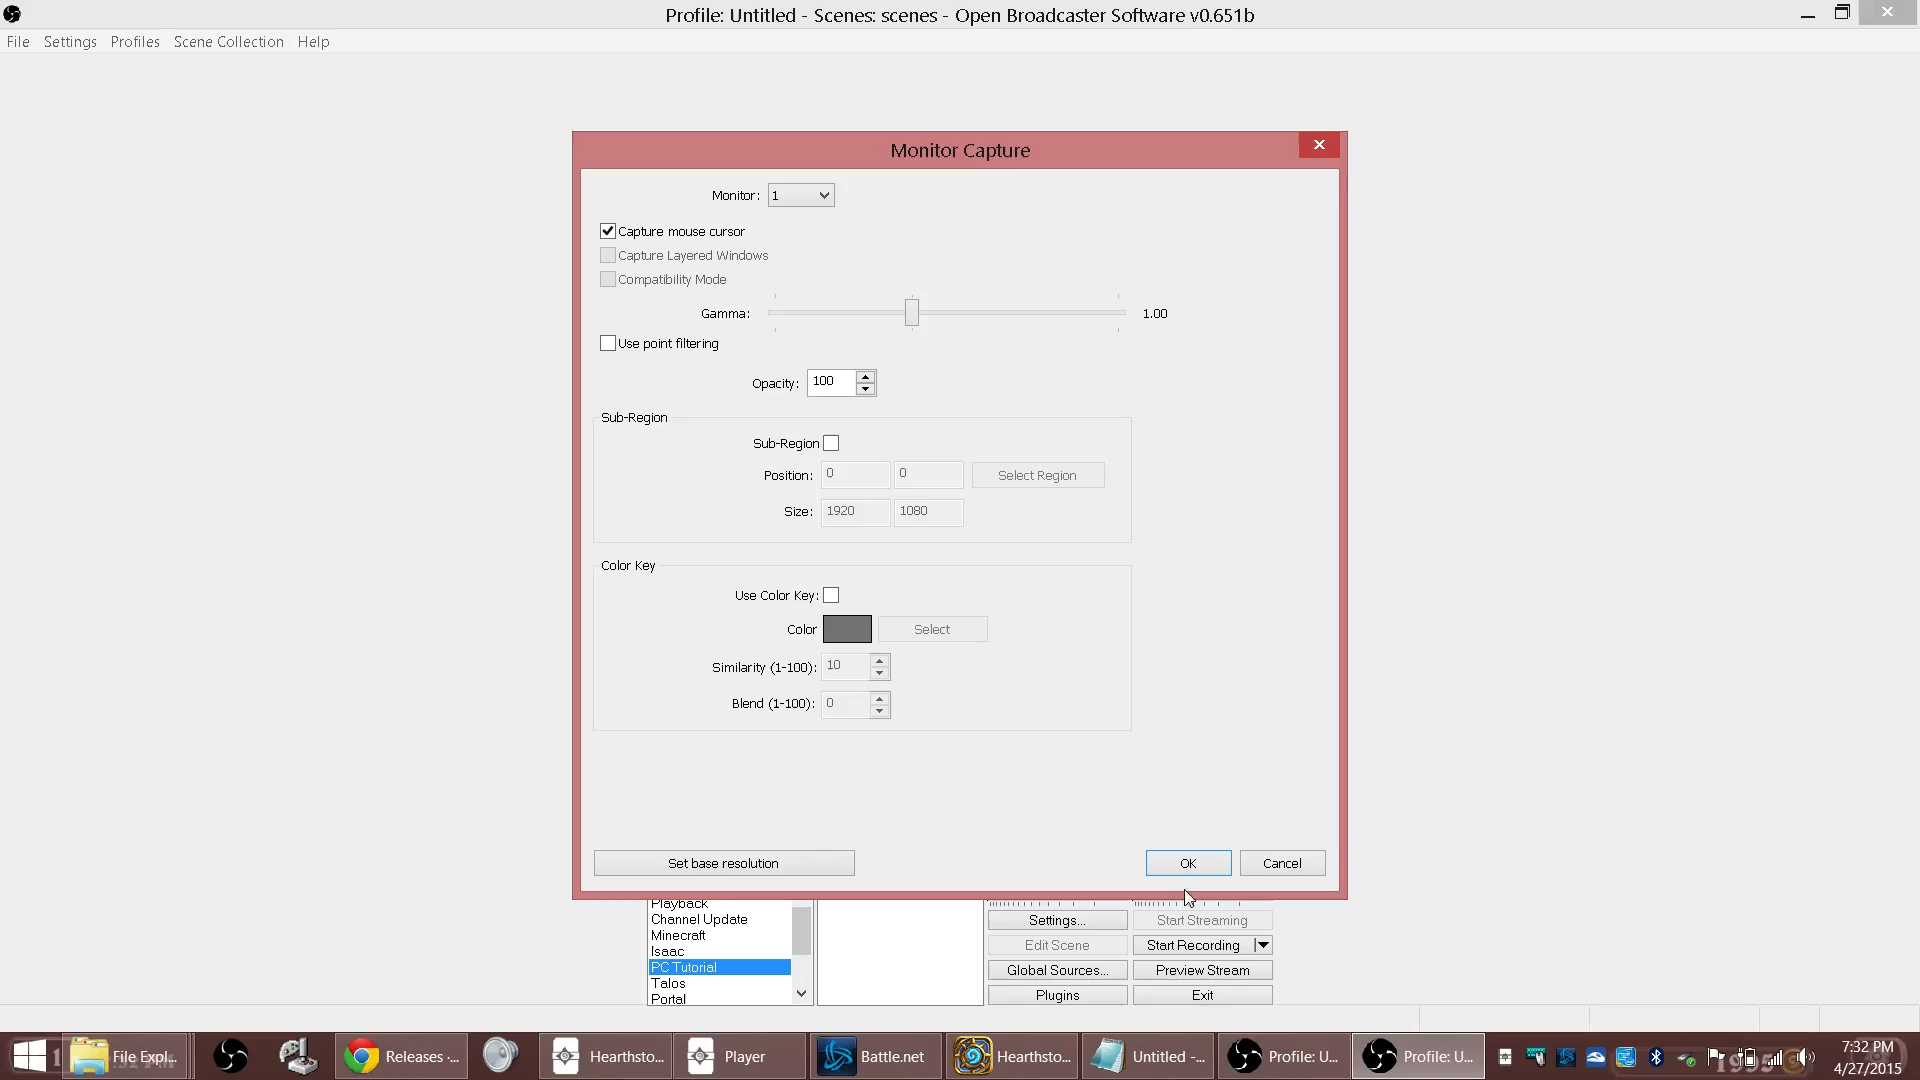 Profile: Untitled - Scenes: scenes - Open Broadcaster Software v0.651b
File Settings Profiles Scene Collection Help
Monitor Capture
Monitor: 1
Capture mouse cursor
Capture Layered Windows
Compatibility Mode
Gamma: 1.00
Use point filtering
Opacity: 100
Sub-Region
Sub-Region
Position: 0 0 Select Region
Size: 1920 1080
Color Key
Use Color Key:
Color Select
Similarity (1-100): 10
Blend (1-100): 0
Set base resolution OK Cancel
Playback
Channel Update
Minecraft
Isaac
PC Tutorial
Talos
Portal
Settings... Start Streaming
Edit Scene Start Recording
Global Sources... Preview Stream
Plugins Exit
File Expl... Releases -... Hearthsto... Player Battle.net Hearthsto... Untitled -... Profile: U... Profile: U... 7:32 PM
4/27/2015